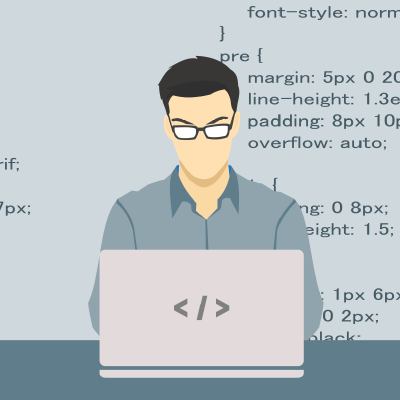 font-style: norm
}
pre {
margin: 5px 0 20
line-height: 1.3e
padding: 8px 10p
overflow: auto;
rif;
{
7px;
ng: 0 8px;
eight: 1.5;
: 1px 6px
0 2px;
black;
</>